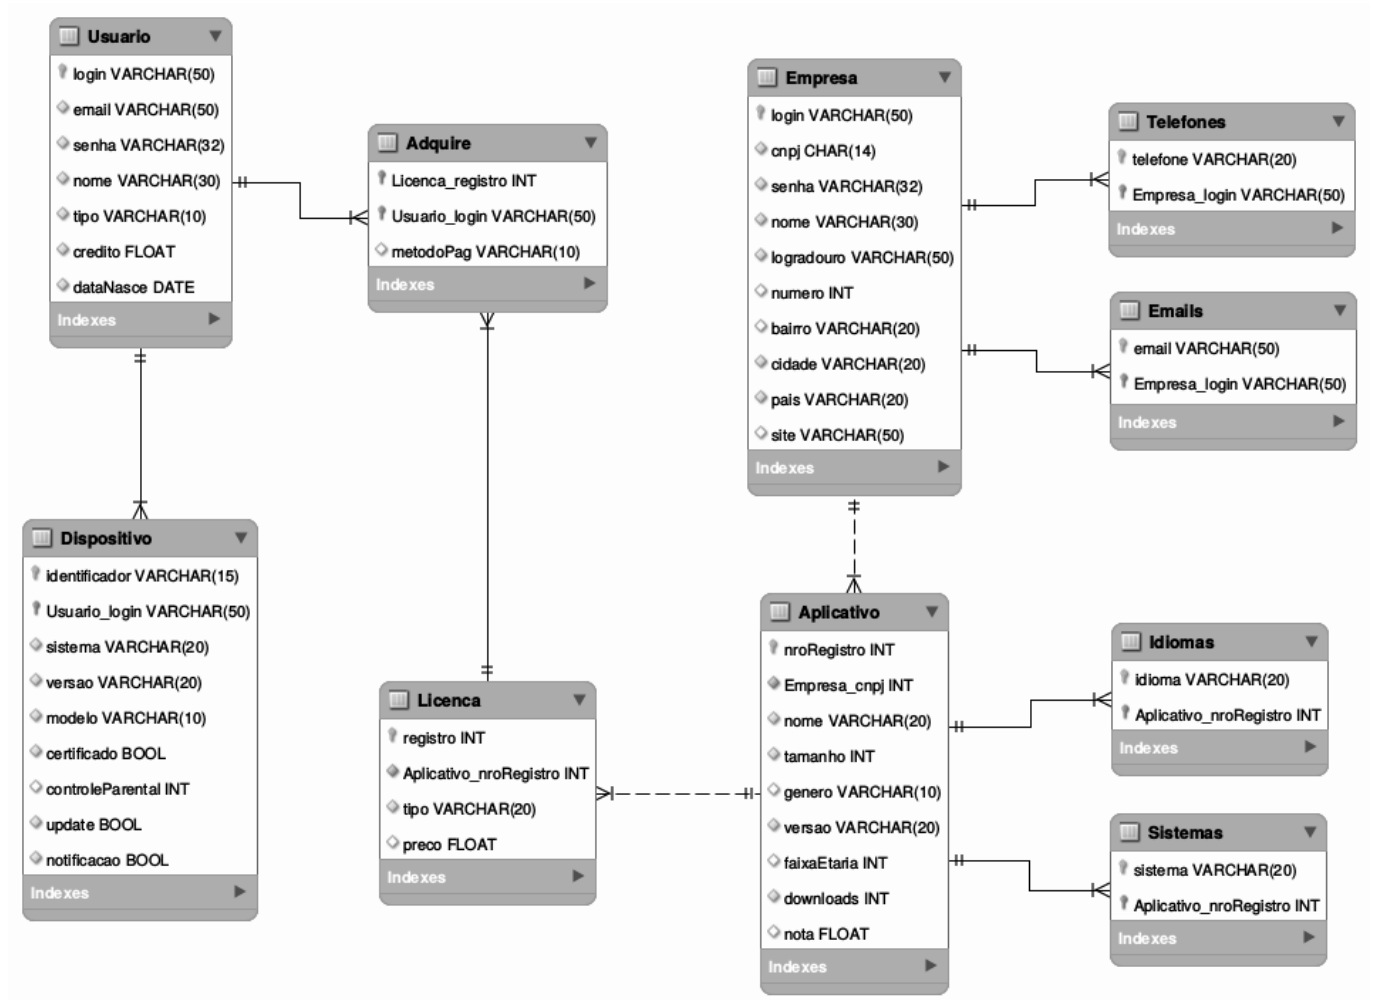 Usuario
login VARCHAR(50)
email VARCHAR(50)
senha VARCHAR(32)
nome VARCHAR(30)
tipo VARCHAR(10)
credito FLOAT
dataNasce DATE
Indexes
Adquire
Licenca_registro INT
Usuario_login VARCHAR(50)
metodoPag VARCHAR(10)
Indexes
Empresa
login VARCHAR(50)
cnpj CHAR(14)
senha VARCHAR(32)
nome VARCHAR(30)
logradouro VARCHAR(50)
numero INT
bairro VARCHAR(20)
cidade VARCHAR(20)
pais VARCHAR(20)
site VARCHAR(50)
Indexes
Telefones
telefone VARCHAR(20)
Empresa_login VARCHAR(50)
Indexes
Emails
email VARCHAR(50)
Empresa_login VARCHAR(50)
Indexes
Dispositivo
identificador VARCHAR(15)
Usuario_login VARCHAR(50)
sistema VARCHAR(20)
versao VARCHAR(20)
modelo VARCHAR(10)
certificado BOOL
controleParental INT
update BOOL
notificacao BOOL
Indexes
Licenca
registro INT
Aplicativo_nroRegistro INT
tipo VARCHAR(20)
preco FLOAT
Indexes
Aplicativo
nroRegistro INT
Empresa_cnpj INT
nome VARCHAR(20)
tamanho INT
genero VARCHAR(10)
versao VARCHAR(20)
faixaEtaria INT
downloads INT
nota FLOAT
Indexes
Idiomas
idioma VARCHAR(20)
Aplicativo_nroRegistro INT
Indexes
Sistemas
sistema VARCHAR(20)
Aplicativo_nroRegistro INT
Indexes